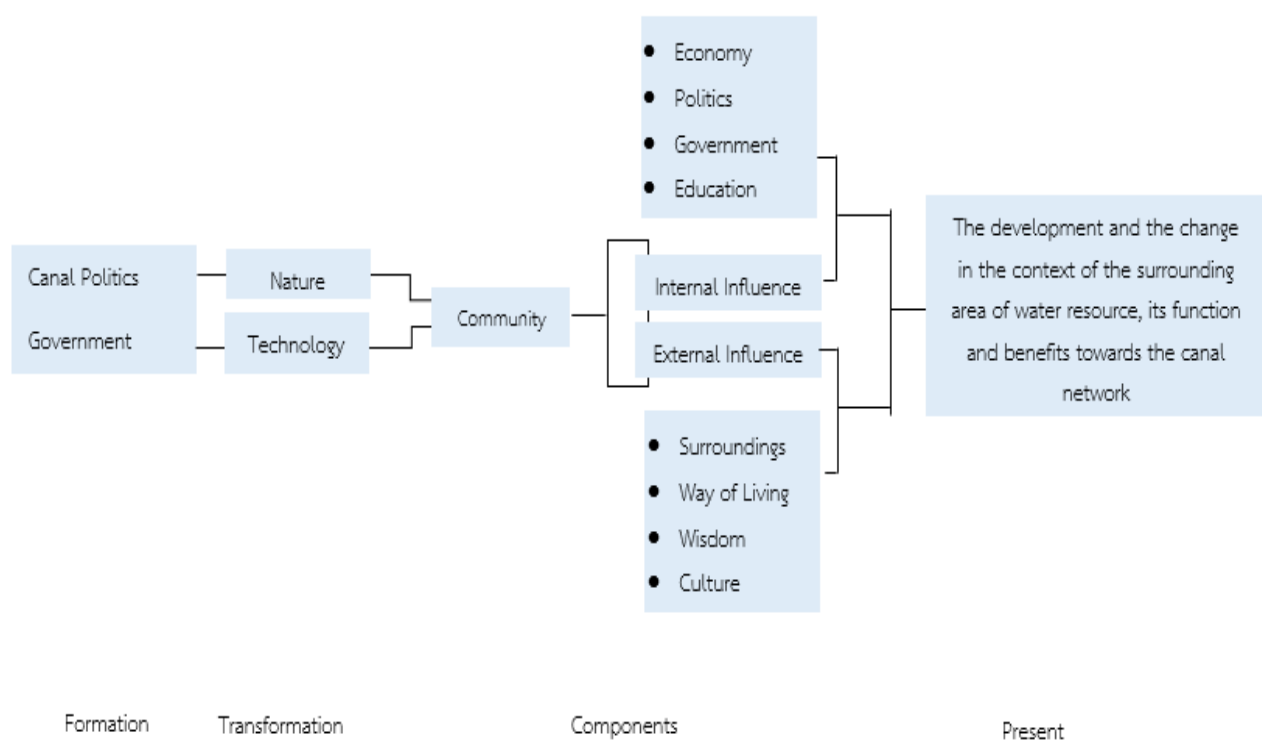 Economy
Politics
Government
Education
Canal Politics
Government
Nature
Technology
Community
Internal Influence
External Influence
Surroundings
Way of Living
Wisdom
Culture
The development and the change
in the context of the surrounding
area of water resource, its function
and benefits towards the canal
network
Formation
Transformation
Components
Present